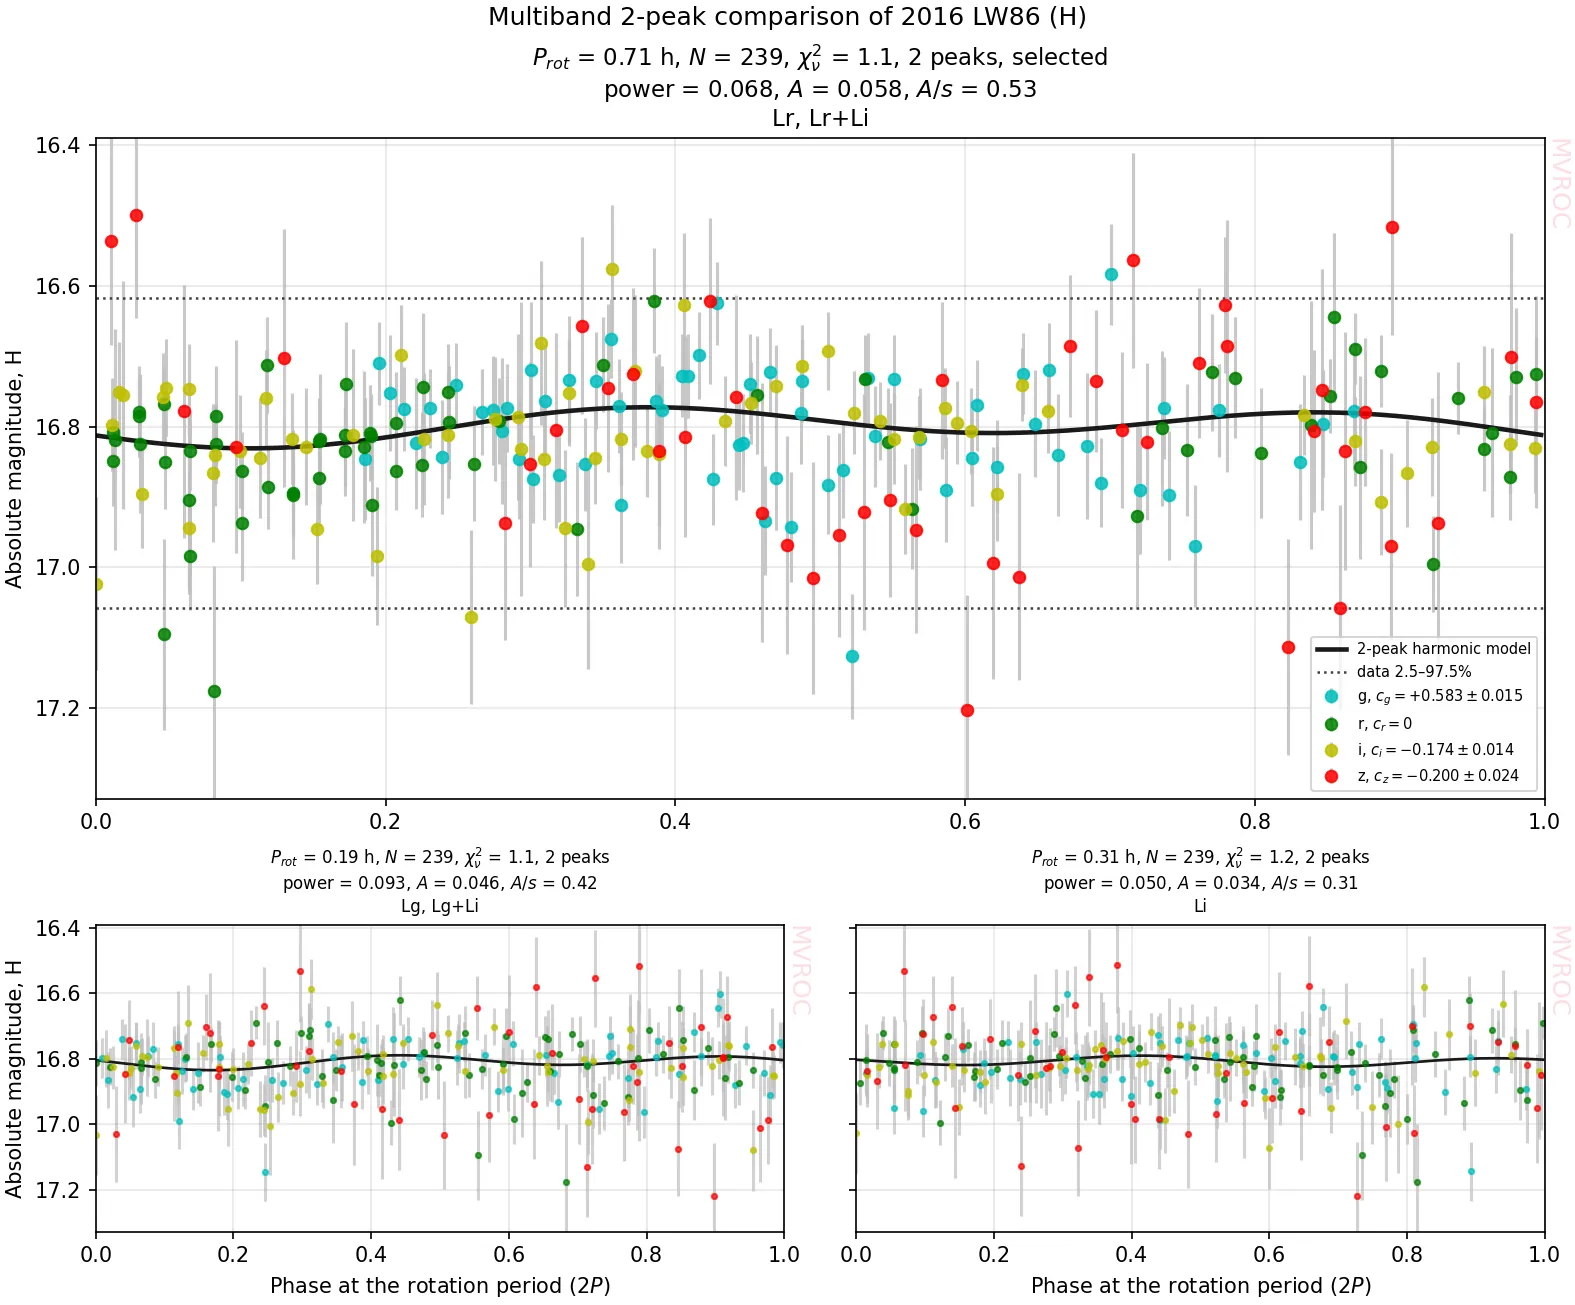 Multiband 2-peak comparison of 2016 LW86 (H)
P_rot = 0.71 h, N = 239, χ²_ν = 1.1, 2 peaks, selected
power = 0.068, A = 0.058, A/s = 0.53
Lr, Lr+Li
MVROC
Absolute magnitude, H
16.4
16.6
16.8
17.0
17.2
2-peak harmonic model
data 2.5–97.5%
g, c_g = +0.583 ± 0.015
r, c_r = 0
i, c_i = −0.174 ± 0.014
z, c_z = −0.200 ± 0.024
0.0 0.2 0.4 0.6 0.8 1.0
P_rot = 0.19 h, N = 239, χ²_ν = 1.1, 2 peaks
power = 0.093, A = 0.046, A/s = 0.42
Lg, Lg+Li
MVROC
Absolute magnitude, H
16.4
16.6
16.8
17.0
17.2
0.0 0.2 0.4 0.6 0.8 1.0
Phase at the rotation period (2P)
P_rot = 0.31 h, N = 239, χ²_ν = 1.2, 2 peaks
power = 0.050, A = 0.034, A/s = 0.31
Li
MVROC
0.0 0.2 0.4 0.6 0.8 1.0
Phase at the rotation period (2P)